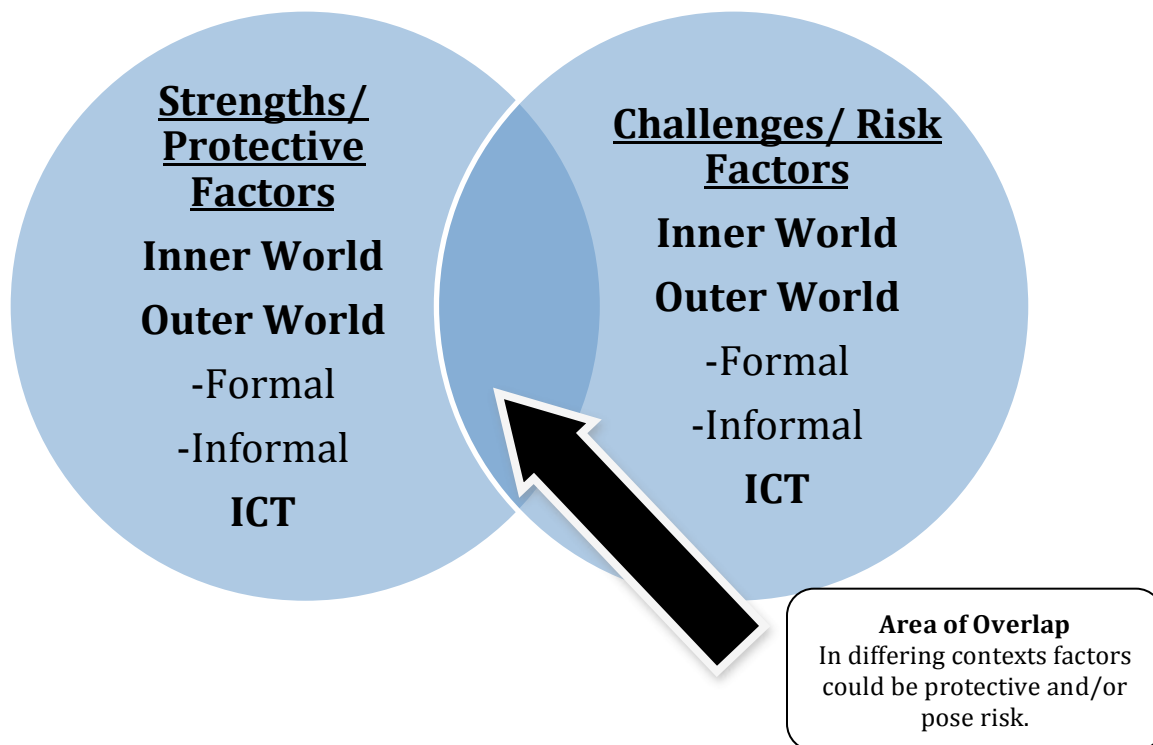 Strengths/
Protective
Factors
Inner World
Outer World
-Formal
-Informal
ICT
Challenges/ Risk
Factors
Inner World
Outer World
-Formal
-Informal
ICT
Area of Overlap
In differing contexts factors
could be protective and/or
pose risk.